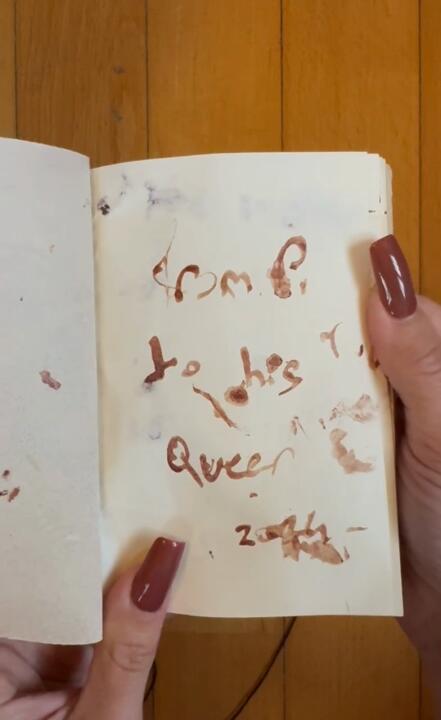 from P.
to his
Queen